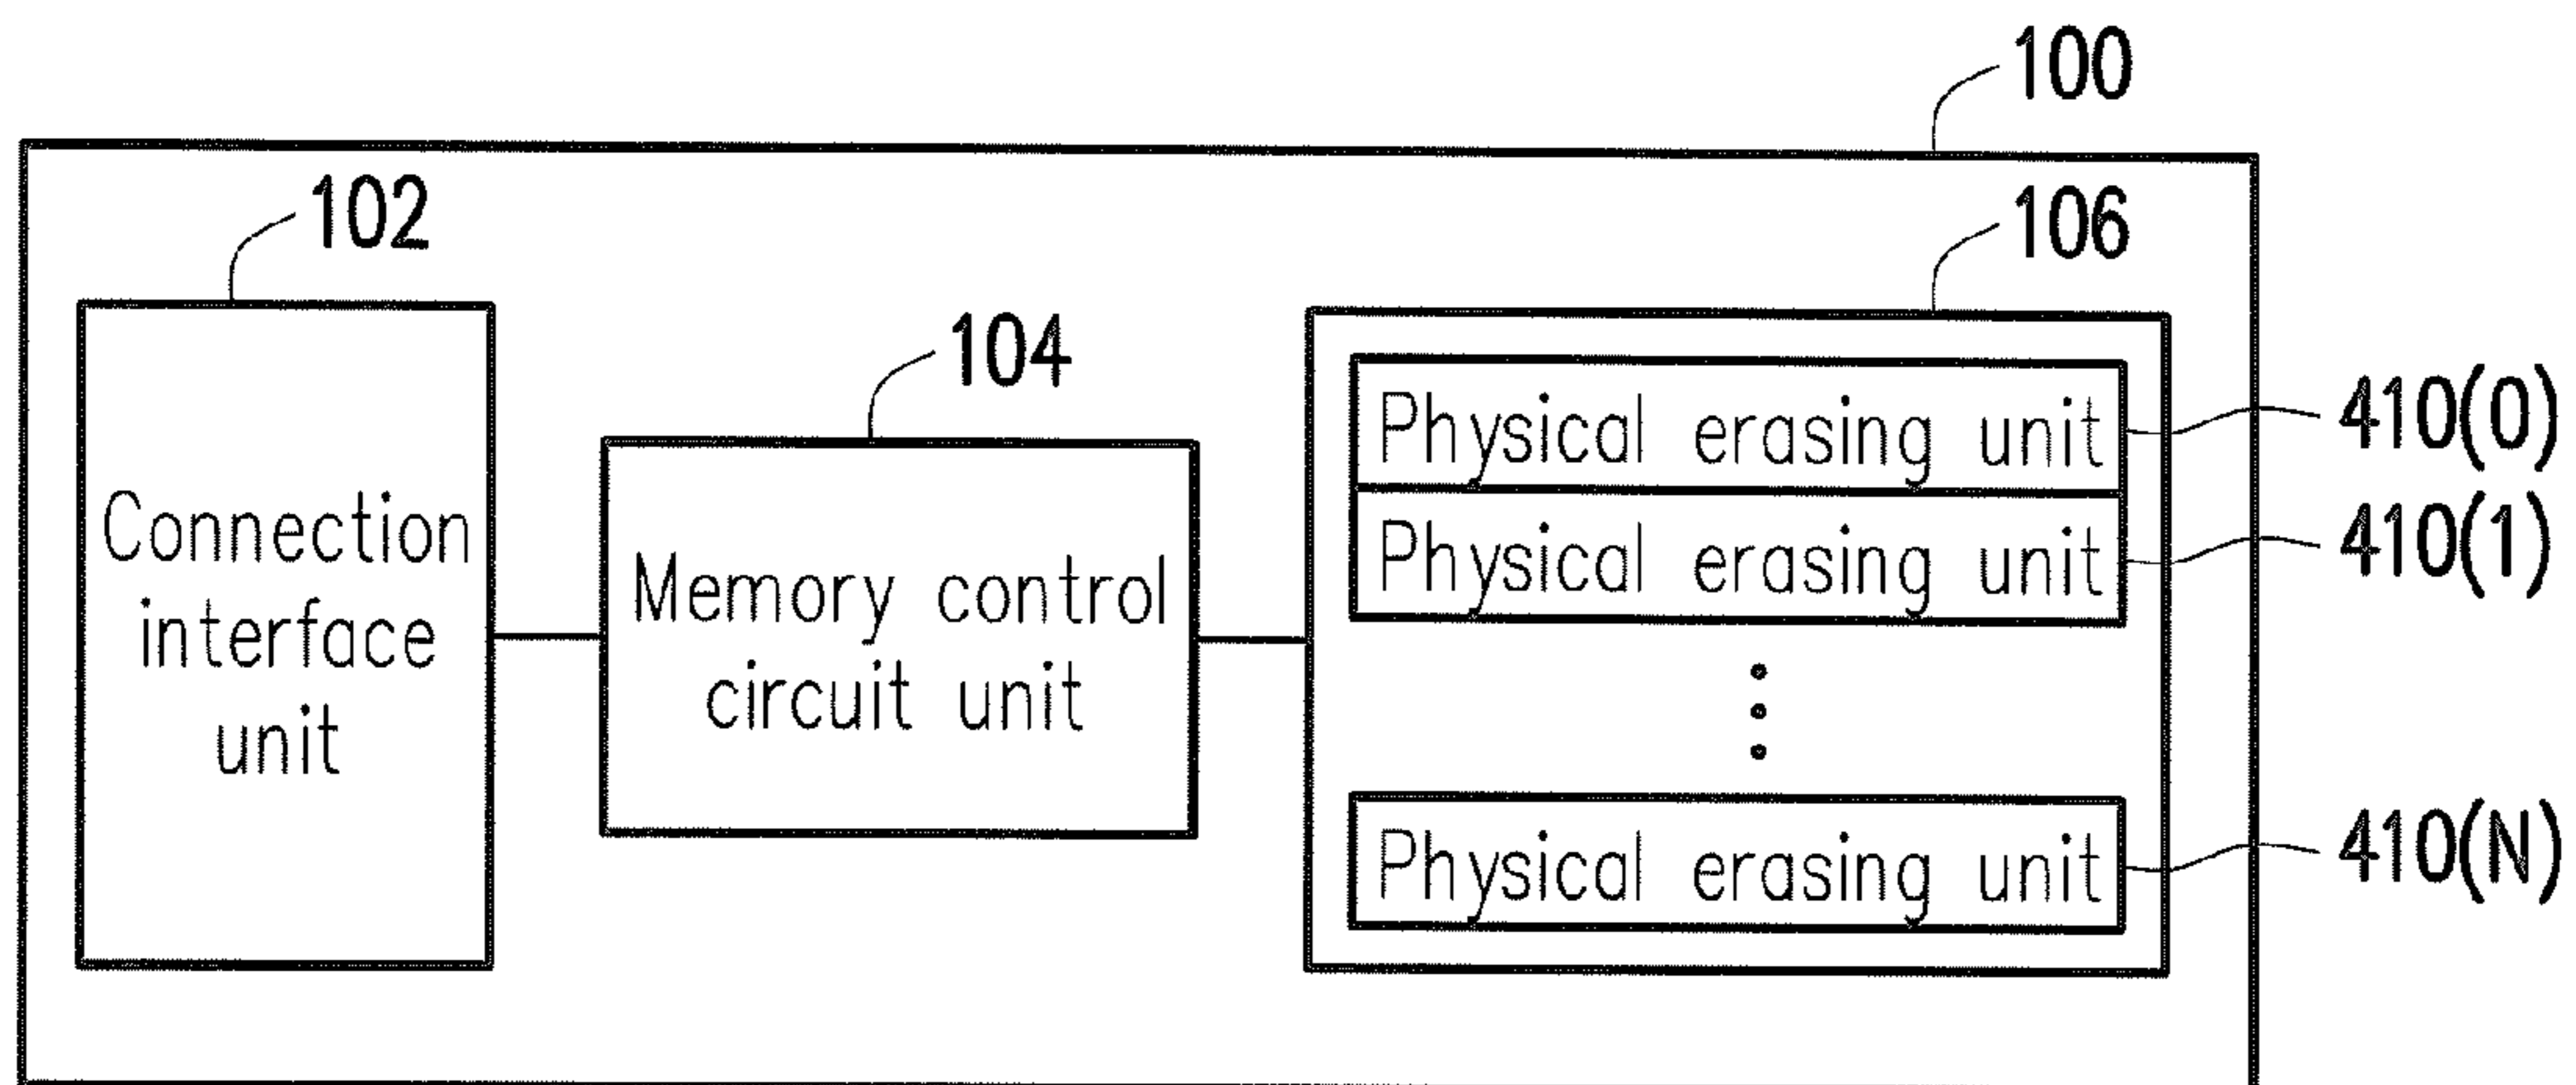 100
102
106
104
Physical erasing unit
410(0)
Physical erasing unit
410(1)
Connection
interface
unit
Memory control
circuit unit
Physical erasing unit
410(N)